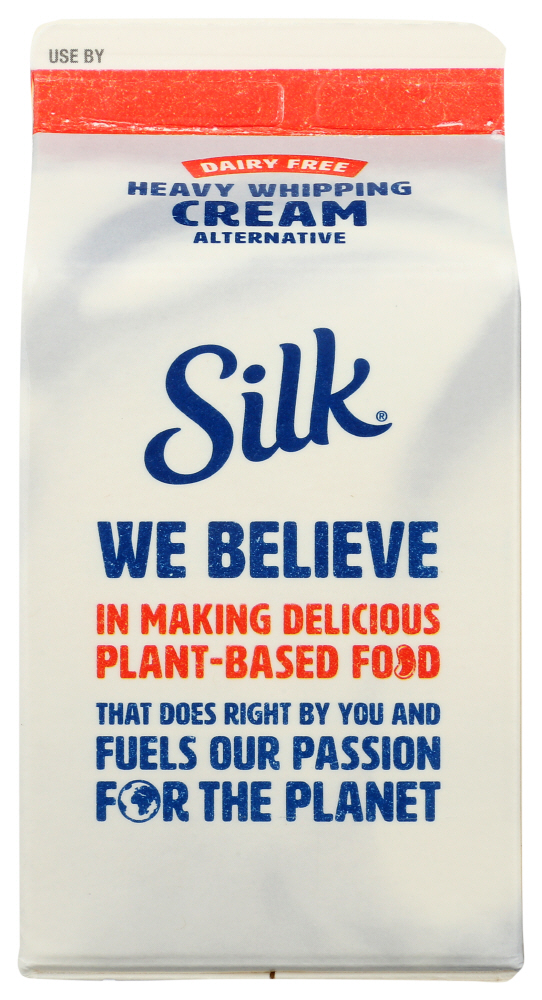 USE BY
DAIRY FREE
HEAVY WHIPPING
CREAM
ALTERNATIVE
Silk®
WE BELIEVE
IN MAKING DELICIOUS
PLANT-BASED FOOD
THAT DOES RIGHT BY YOU AND
FUELS OUR PASSION
FOR THE PLANET